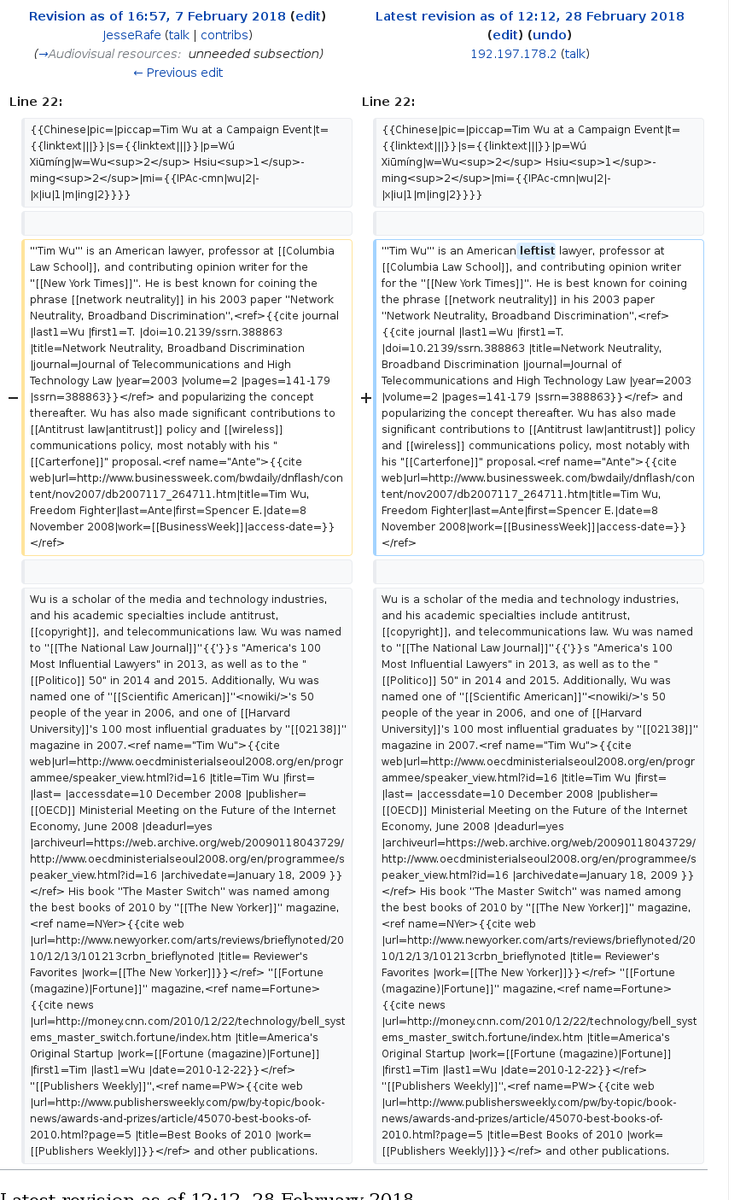 Revision as of 16:57, 7 February 2018 (edit)
JesseRafe (talk | contribs)
(→Audiovisual resources: unneeded subsection)
← Previous edit
Latest revision as of 12:12, 28 February 2018
(edit) (undo)
192.197.178.2 (talk)
Line 22:
Line 22:
{{Chinese|pic=|piccap=Tim Wu at a Campaign Event|t=
{{linktext|||}}|s={{linktext|||}}|p=Wú
Xiūmíng|w=Wu<sup>2</sup> Hsiu<sup>1</sup>-
ming<sup>2</sup>|mi={{IPAc-cmn|wu|2|-
|x|iu|1|m|ing|2}}}}
{{Chinese|pic=|piccap=Tim Wu at a Campaign Event|t=
{{linktext|||}}|s={{linktext|||}}|p=Wú
Xiūmíng|w=Wu<sup>2</sup> Hsiu<sup>1</sup>-
ming<sup>2</sup>|mi={{IPAc-cmn|wu|2|-
|x|iu|1|m|ing|2}}}}
−
'''Tim Wu''' is an American lawyer, professor at [[Columbia
Law School]], and contributing opinion writer for the
''[[New York Times]]''. He is best known for coining the
phrase [[network neutrality]] in his 2003 paper ''Network
Neutrality, Broadband Discrimination'',<ref>{{cite journal
|last1=Wu |first1=T. |doi=10.2139/ssrn.388863
|title=Network Neutrality, Broadband Discrimination
|journal=Journal of Telecommunications and High
Technology Law |year=2003 |volume=2 |pages=141-179
|ssrn=388863}}</ref> and popularizing the concept
thereafter. Wu has also made significant contributions to
[[Antitrust law|antitrust]] policy and [[wireless]]
communications policy, most notably with his "
[[Carterfone]]" proposal.<ref name="Ante">{{cite
web|url=http://www.businessweek.com/bwdaily/dnflash/con
tent/nov2007/db2007117_264711.htm|title=Tim Wu,
Freedom Fighter|last=Ante|first=Spencer E.|date=8
November 2008|work=[[BusinessWeek]]|access-date=}}
</ref>
+
'''Tim Wu''' is an American leftist lawyer, professor at
[[Columbia Law School]], and contributing opinion writer
for the ''[[New York Times]]''. He is best known for coining
the phrase [[network neutrality]] in his 2003 paper
''Network Neutrality, Broadband Discrimination'',<ref>
{{cite journal |last1=Wu |first1=T.
|doi=10.2139/ssrn.388863 |title=Network Neutrality,
Broadband Discrimination |journal=Journal of
Telecommunications and High Technology Law |year=2003
|volume=2 |pages=141-179 |ssrn=388863}}</ref> and
popularizing the concept thereafter. Wu has also made
significant contributions to [[Antitrust law|antitrust]] policy
and [[wireless]] communications policy, most notably with
his "[[Carterfone]]" proposal.<ref name="Ante">{{cite
web|url=http://www.businessweek.com/bwdaily/dnflash/con
tent/nov2007/db2007117_264711.htm|title=Tim Wu,
Freedom Fighter|last=Ante|first=Spencer E.|date=8
November 2008|work=[[BusinessWeek]]|access-date=}}
</ref>
Wu is a scholar of the media and technology industries,
and his academic specialties include antitrust,
[[copyright]], and telecommunications law. Wu was named
to ''[[The National Law Journal]]''{{'}}s "America's 100
Most Influential Lawyers" in 2013, as well as to the "
[[Politico]] 50" in 2014 and 2015. Additionally, Wu was
named one of ''[[Scientific American]]''<nowiki/>'s 50
people of the year in 2006, and one of [[Harvard
University]]'s 100 most influential graduates by ''[[02138]]''
magazine in 2007.<ref name="Tim Wu">{{cite
web|url=http://www.oecdministerialseoul2008.org/en/progr
ammee/speaker_view.html?id=16 |title=Tim Wu |first=
|last= |accessdate=10 December 2008 |publisher=
[[OECD]] Ministerial Meeting on the Future of the Internet
Economy, June 2008 |deadurl=yes
|archiveurl=https://web.archive.org/web/20090118043729/
http://www.oecdministerialseoul2008.org/en/programmee/s
peaker_view.html?id=16 |archivedate=January 18, 2009 }}
</ref> His book ''The Master Switch'' was named among
the best books of 2010 by ''[[The New Yorker]]'' magazine,
<ref name=NYer>{{cite web
|url=http://www.newyorker.com/arts/reviews/brieflynoted/20
10/12/13/101213crbn_brieflynoted |title= Reviewer's
Favorites |work=[[The New Yorker]]}}</ref> ''[[Fortune
(magazine)|Fortune]]'' magazine,<ref name=Fortune>
{{cite news
|url=http://money.cnn.com/2010/12/22/technology/bell_syst
ems_master_switch.fortune/index.htm |title=America's
Original Startup |work=[[Fortune (magazine)|Fortune]]
|first1=Tim |last1=Wu |date=2010-12-22}}</ref>
''[[Publishers Weekly]]'',<ref name=PW>{{cite web
|url=http://www.publishersweekly.com/pw/by-topic/book-
news/awards-and-prizes/article/45070-best-books-of-
2010.html?page=5 |title=Best Books of 2010 |work=
[[Publishers Weekly]]}}</ref> and other publications.
Wu is a scholar of the media and technology industries,
and his academic specialties include antitrust,
[[copyright]], and telecommunications law. Wu was named
to ''[[The National Law Journal]]''{{'}}s "America's 100
Most Influential Lawyers" in 2013, as well as to the "
[[Politico]] 50" in 2014 and 2015. Additionally, Wu was
named one of ''[[Scientific American]]''<nowiki/>'s 50
people of the year in 2006, and one of [[Harvard
University]]'s 100 most influential graduates by ''[[02138]]''
magazine in 2007.<ref name="Tim Wu">{{cite
web|url=http://www.oecdministerialseoul2008.org/en/progr
ammee/speaker_view.html?id=16 |title=Tim Wu |first=
|last= |accessdate=10 December 2008 |publisher=
[[OECD]] Ministerial Meeting on the Future of the Internet
Economy, June 2008 |deadurl=yes
|archiveurl=https://web.archive.org/web/20090118043729/
http://www.oecdministerialseoul2008.org/en/programmee/s
peaker_view.html?id=16 |archivedate=January 18, 2009 }}
</ref> His book ''The Master Switch'' was named among
the best books of 2010 by ''[[The New Yorker]]'' magazine,
<ref name=NYer>{{cite web
|url=http://www.newyorker.com/arts/reviews/brieflynoted/20
10/12/13/101213crbn_brieflynoted |title= Reviewer's
Favorites |work=[[The New Yorker]]}}</ref> ''[[Fortune
(magazine)|Fortune]]'' magazine,<ref name=Fortune>
{{cite news
|url=http://money.cnn.com/2010/12/22/technology/bell_syst
ems_master_switch.fortune/index.htm |title=America's
Original Startup |work=[[Fortune (magazine)|Fortune]]
|first1=Tim |last1=Wu |date=2010-12-22}}</ref>
''[[Publishers Weekly]]'',<ref name=PW>{{cite web
|url=http://www.publishersweekly.com/pw/by-topic/book-
news/awards-and-prizes/article/45070-best-books-of-
2010.html?page=5 |title=Best Books of 2010 |work=
[[Publishers Weekly]]}}</ref> and other publications.
Latest revision as of 12:12, 28 February 2018